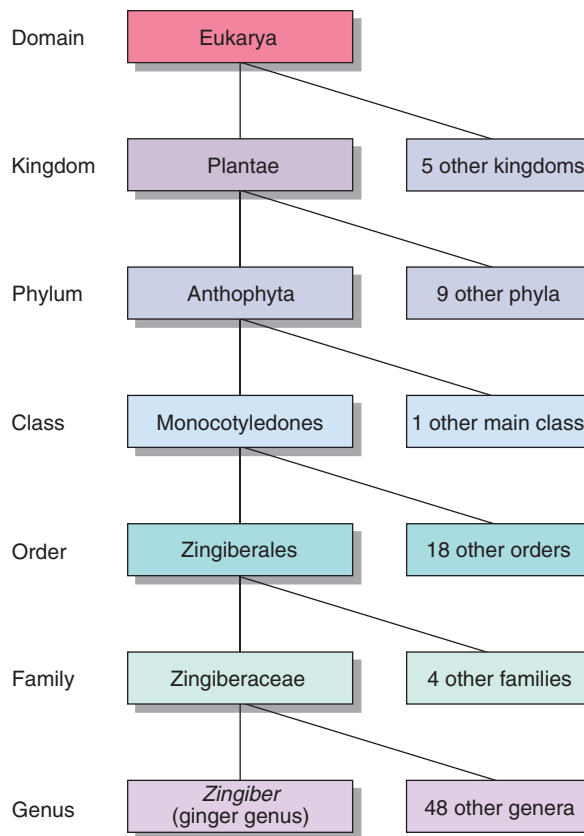 Domain
Eukarya
Kingdom
Plantae
5 other kingdoms
Phylum
Anthophyta
9 other phyla
Class
Monocotyledones
1 other main class
Order
Zingiberales
18 other orders
Family
Zingiberaceae
4 other families
Genus
Zingiber
(ginger genus)
48 other genera